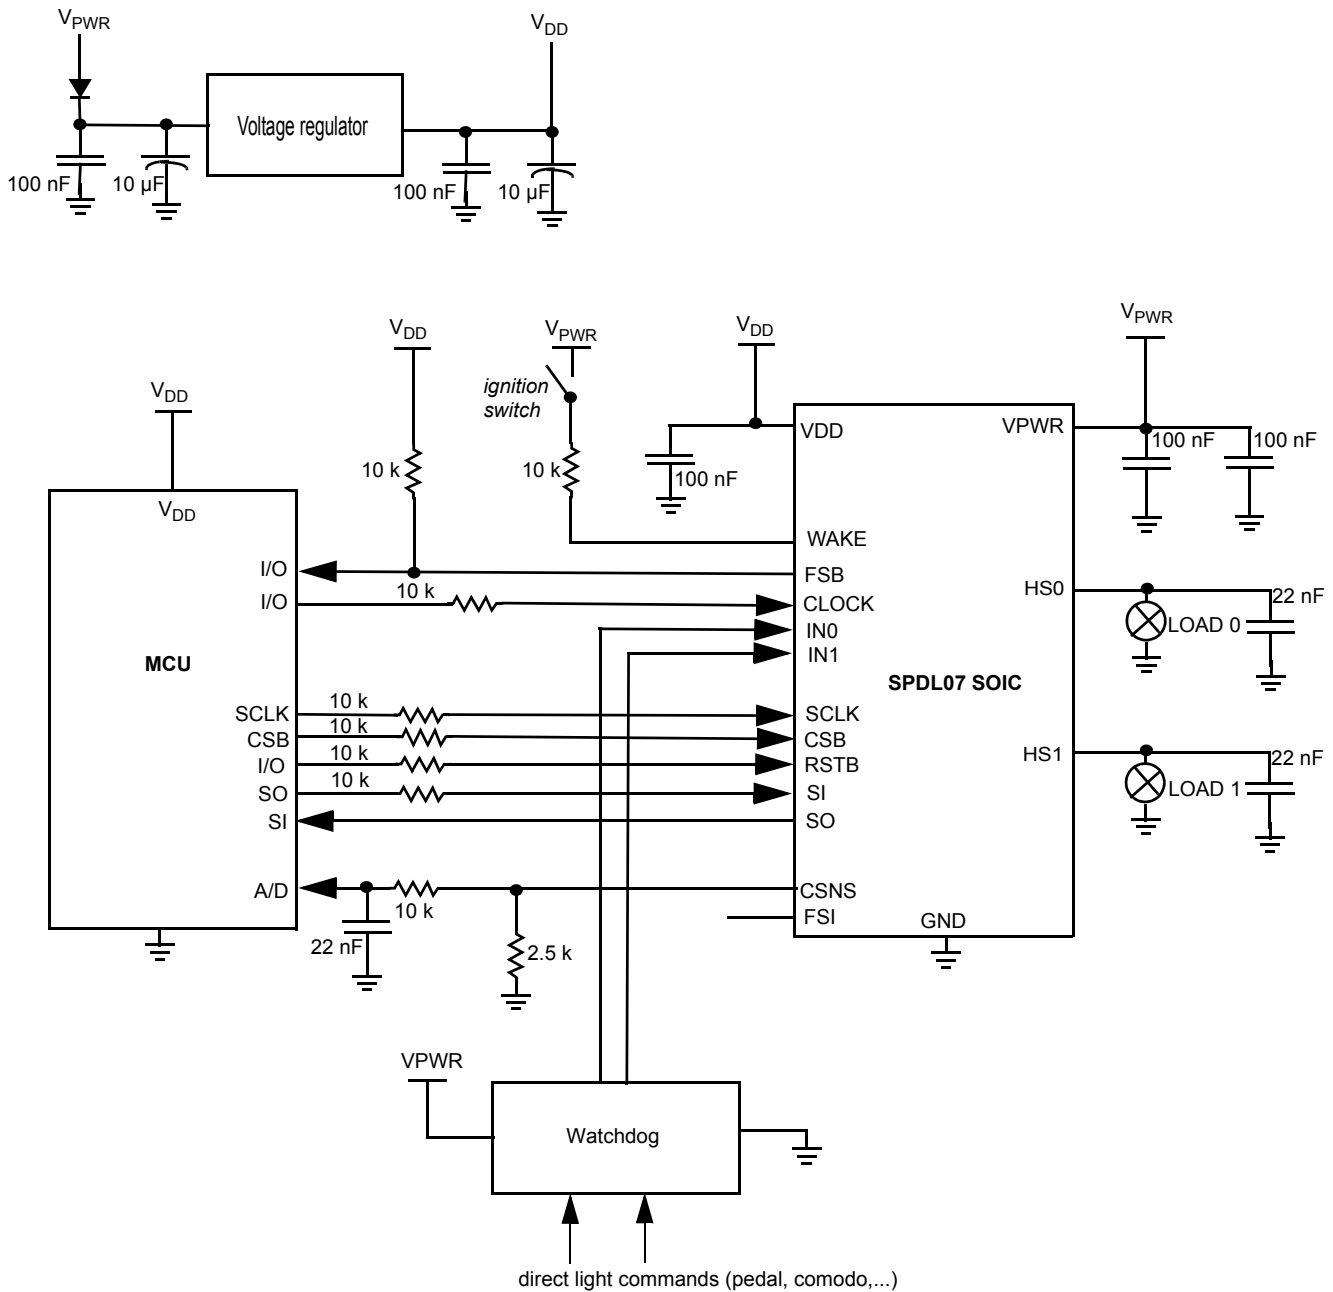 VPWR
VDD
Voltage regulator
100 nF
10 µF
100 nF
10 µF
VDD
VPWR
VDD
VPWR
ignition
switch
VDD
10 k
10 k
100 nF
VDD
VPWR
100 nF
100 nF
VDD
WAKE
I/O
FSB
I/O
10 k
CLOCK
IN0
IN1
HS0
22 nF
LOAD 0
MCU
SPDL07 SOIC
SCLK
10 k
SCLK
CSB
10 k
CSB
I/O
10 k
RSTB
SO
10 k
SI
SI
SO
HS1
22 nF
LOAD 1
A/D
10 k
CSNS
FSI
GND
22 nF
2.5 k
VPWR
Watchdog
direct light commands (pedal, comodo,...)